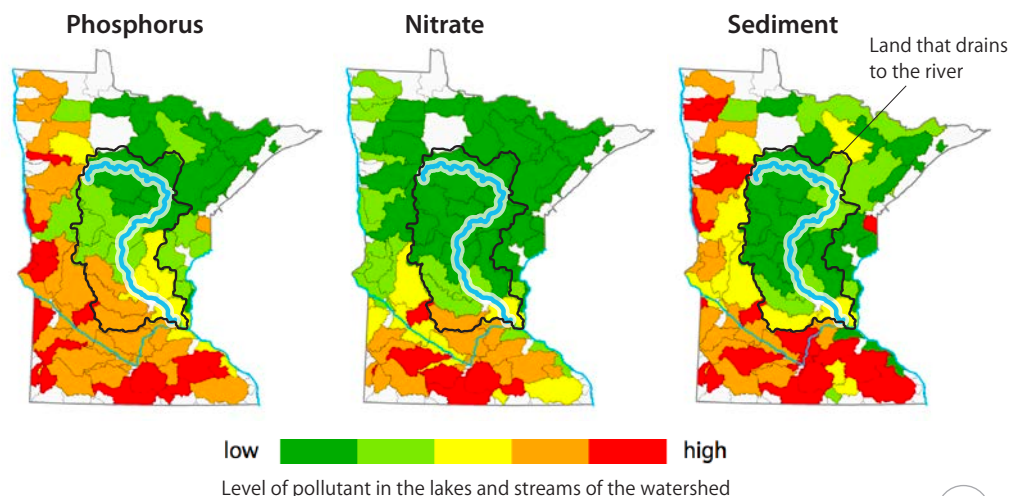 Phosphorus
Nitrate
Sediment
Land that drains
to the river
low
high
Level of pollutant in the lakes and streams of the watershed